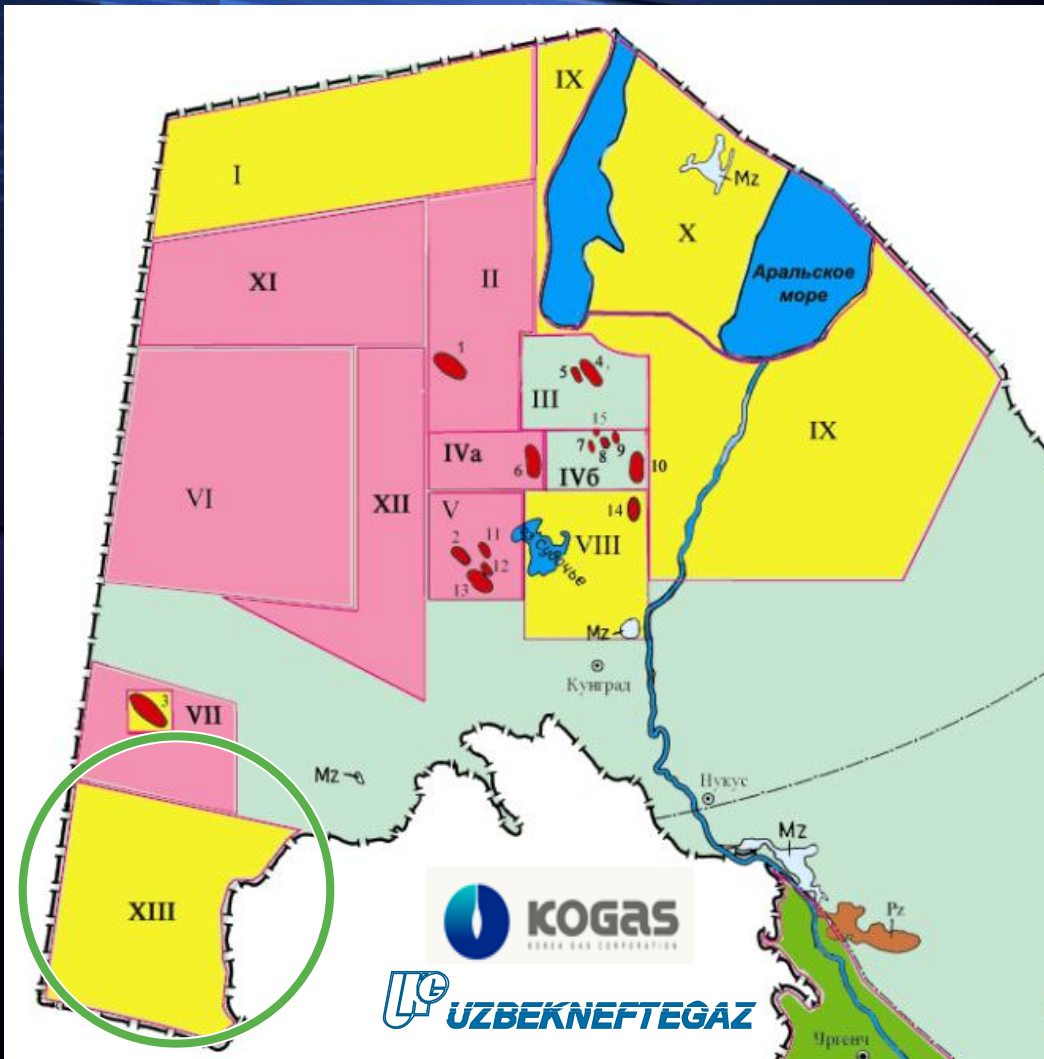 IX
I
Mz
X
XI
II
Аральское
море
1
5
4
III
15
IX
IVa
7
8
9
6
IVб
10
VI
XII
V
14
2
11
VIII
оз Судочье
12
13
Mz
Кунград
3
VII
Mz
Нукус
Mz
XIII
KOGAS
KOREA GAS CORPORATION
Pz
UZBEKNEFTEGAZ
Ургенч